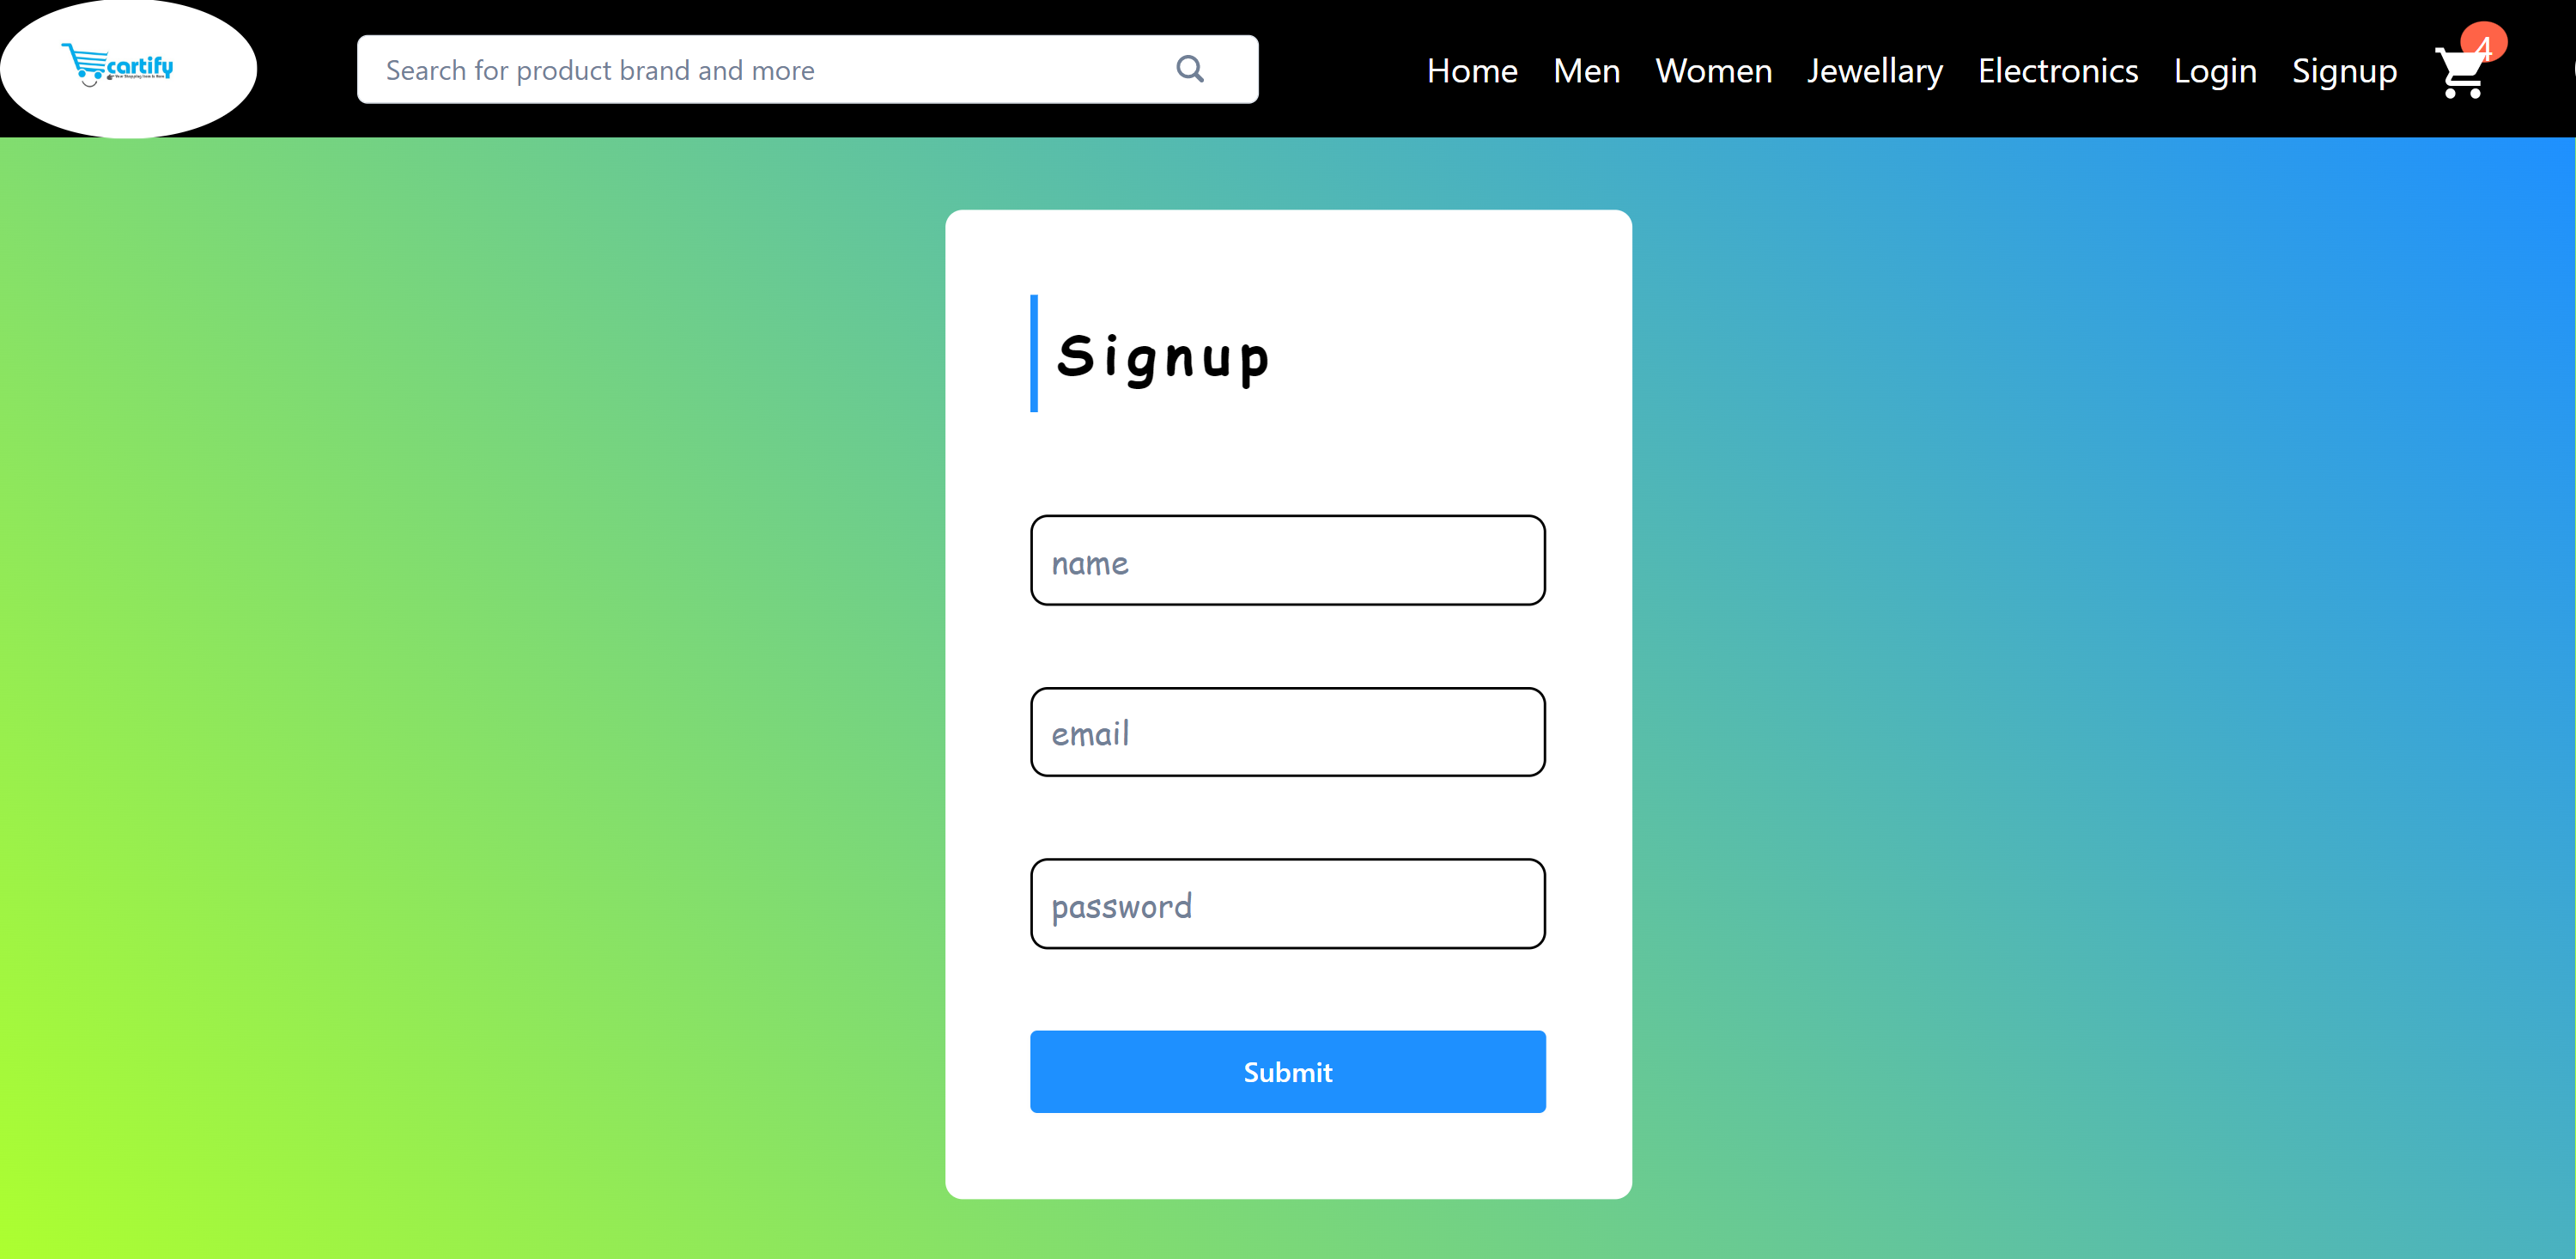 cartify
Search for product brand and more
Home Men Women Jewellary Electronics Login Signup 4
Signup
name
email
password
Submit